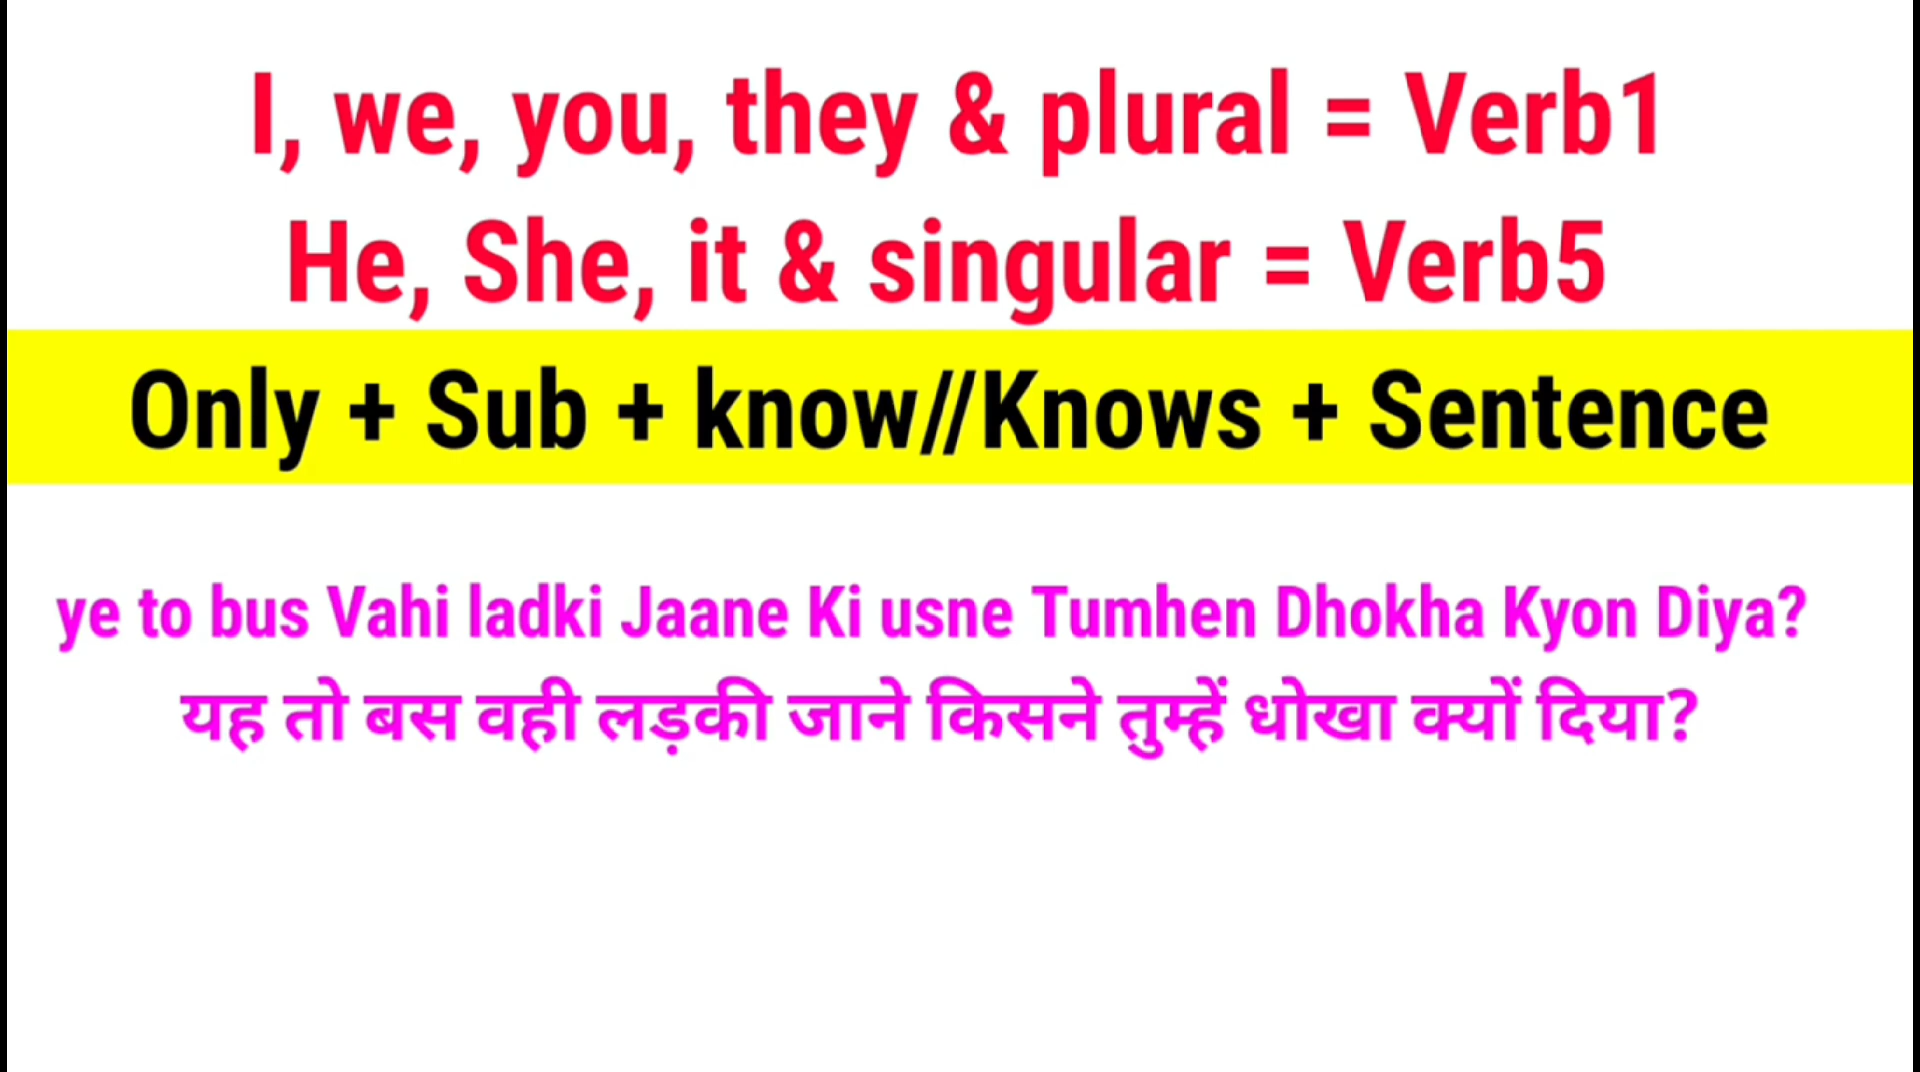 I, we, you, they & plural = Verb1
He, She, it & singular = Verb5
Only + Sub + know//Knows + Sentence
ye to bus Vahi ladki Jaane Ki usne Tumhen Dhokha Kyon Diya?
यह तो बस वही लड़की जाने किसने तुम्हें धोखा क्यों दिया?